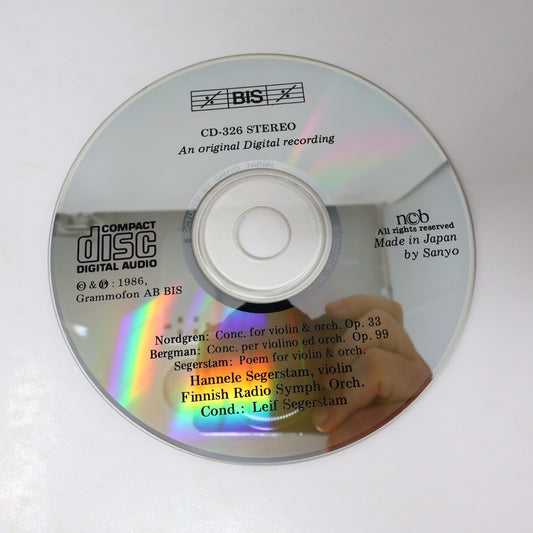 BIS
CD-326 STEREO
An original Digital recording
JAPAN
COMPACT
disc
DIGITAL AUDIO
ncb
All rights reserved
Made in Japan
by Sanyo
© & ℗ : 1986,
Grammofon AB BIS
Nordgren: Conc. for violin & orch. Op. 33
Bergman: Conc. per violino ed orch. Op. 99
Segerstam: Poem for violin & orch.
Hannele Segerstam, violin
Finnish Radio Symph. Orch.
Cond.: Leif Segerstam